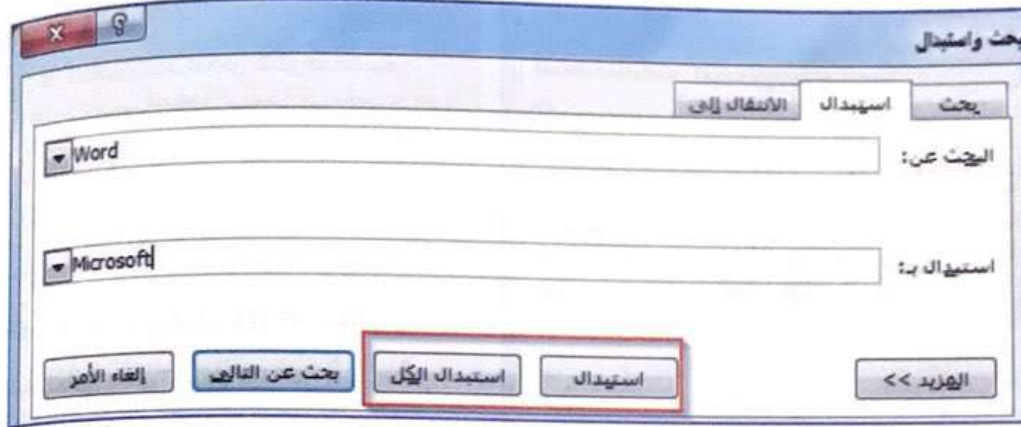 بحث واستبدال
بحث استبدال الانتقال إلى
البحث عن: Word
استبدال بـ: Microsoft
المزيد >> استبدال استبدال الكل بحث عن التالي إلغاء الأمر